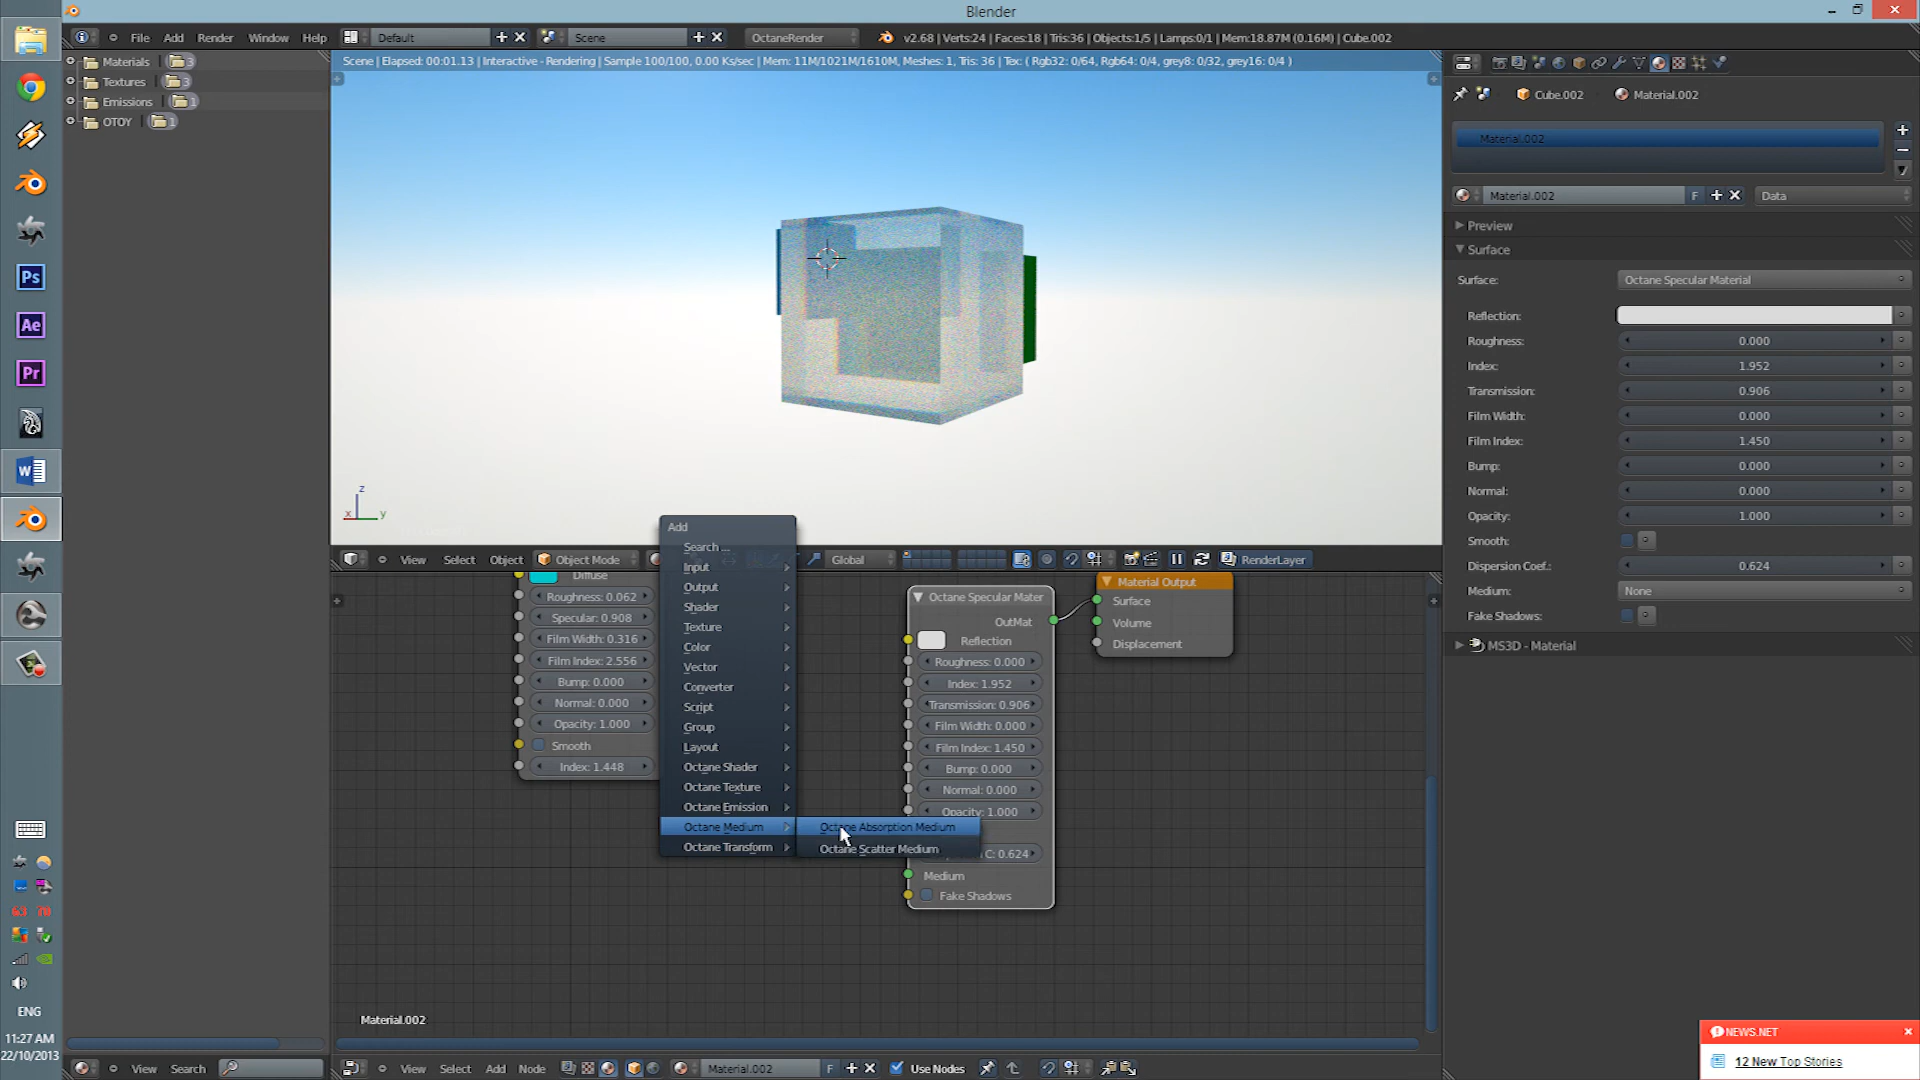 Blender
File Add Render Window Help
Default
Scene
OctaneRender
v2.68 | Verts:24 | Faces:18 | Tris:36 | Objects:1/5 | Lamps:0/1 | Mem:18.87M (0.16M) | Cube.002
Materials | 3
Textures | 3
Emissions | 1
OTOY | 1
Scene | Elapsed: 00:01.13 | Interactive - Rendering | Sample 100/100, 0.00 Ks/sec | Mem: 11M/1021M/1610M, Meshes: 1, Tris: 36 | Tex: ( Rgb32: 0/64, Rgb64: 0/4, grey8: 0/32, grey16: 0/4 )
z
x y
View Select Object Object Mode Global RenderLayer
Add
Search ...
Input
Output
Shader
Texture
Color
Vector
Converter
Script
Group
Layout
Octane Shader
Octane Texture
Octane Emission
Octane Medium
Octane Transform
Octane Absorption Medium
Octane Scatter Medium
Diffuse
Roughness: 0.062
Specular: 0.908
Film Width: 0.316
Film Index: 2.556
Bump: 0.000
Normal: 0.000
Opacity: 1.000
Smooth
Index: 1.448
Octane Specular Mater
OutMat
Reflection
Roughness: 0.000
Index: 1.952
Transmission: 0.906
Film Width: 0.000
Film Index: 1.450
Bump: 0.000
Normal: 0.000
Opacity: 1.000
C: 0.624
Medium
Fake Shadows
Material Output
Surface
Volume
Displacement
Material.002
View Search
View Select Add Node
Material.002
F
Use Nodes
Cube.002 Material.002
Material.002
Material.002 F Data
Preview
Surface
Surface: Octane Specular Material
Reflection:
Roughness: 0.000
Index: 1.952
Transmission: 0.906
Film Width: 0.000
Film Index: 1.450
Bump: 0.000
Normal: 0.000
Opacity: 1.000
Smooth:
Dispersion Coef.: 0.624
Medium: None
Fake Shadows:
MS3D - Material
Ps
Ae
Pr
W
ENG
11:27 AM
22/10/2013
NEWS.NET
12 New Top Stories